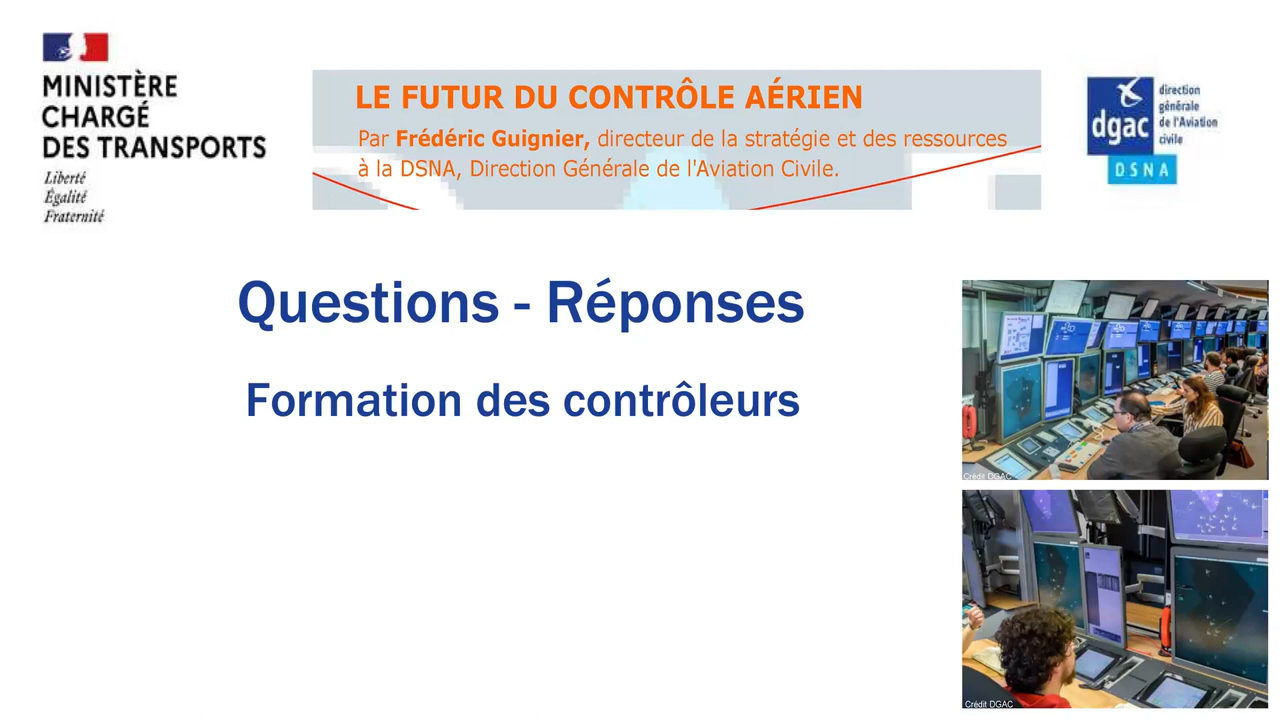 MINISTÈRE
CHARGÉ
DES TRANSPORTS
Liberté
Égalité
Fraternité
LE FUTUR DU CONTRÔLE AÉRIEN
Par Frédéric Guignier, directeur de la stratégie et des ressources
à la DSNA, Direction Générale de l'Aviation Civile.
dgac
direction
générale
de l'Aviation
civile
DSNA
Questions - Réponses
Formation des contrôleurs
Crédit DGAC
Crédit DGAC